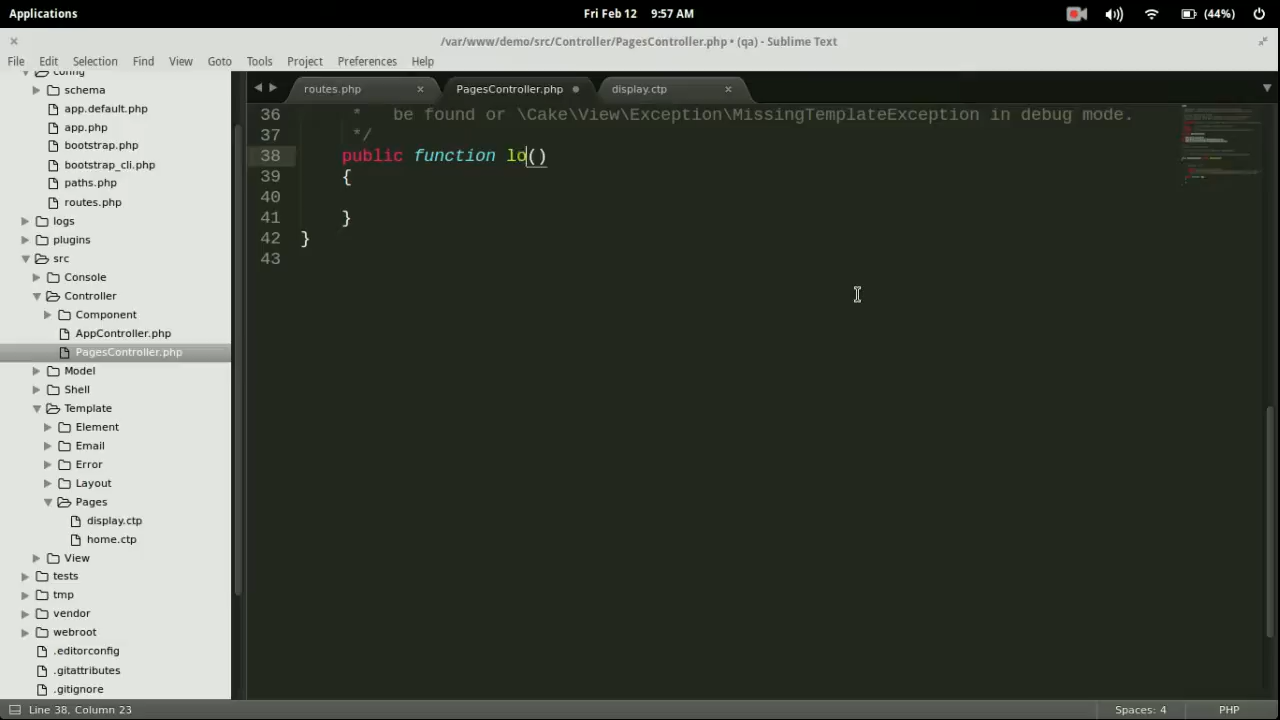 Applications
Fri Feb 12 9:57 AM
(44%)
/var/www/demo/src/Controller/PagesController.php • (qa) - Sublime Text
File Edit Selection Find View Goto Tools Project Preferences Help
config
schema
app.default.php
app.php
bootstrap.php
bootstrap_cli.php
paths.php
routes.php
logs
plugins
src
Console
Controller
Component
AppController.php
PagesController.php
Model
Shell
Template
Element
Email
Error
Layout
Pages
display.ctp
home.ctp
View
tests
tmp
vendor
webroot
.editorconfig
.gitattributes
.gitignore
routes.php PagesController.php display.ctp
36 * be found or \Cake\View\Exception\MissingTemplateException in debug mode.
37 */
38 public function lo()
39 {
40
41 }
42 }
43
Line 38, Column 23 Spaces: 4 PHP